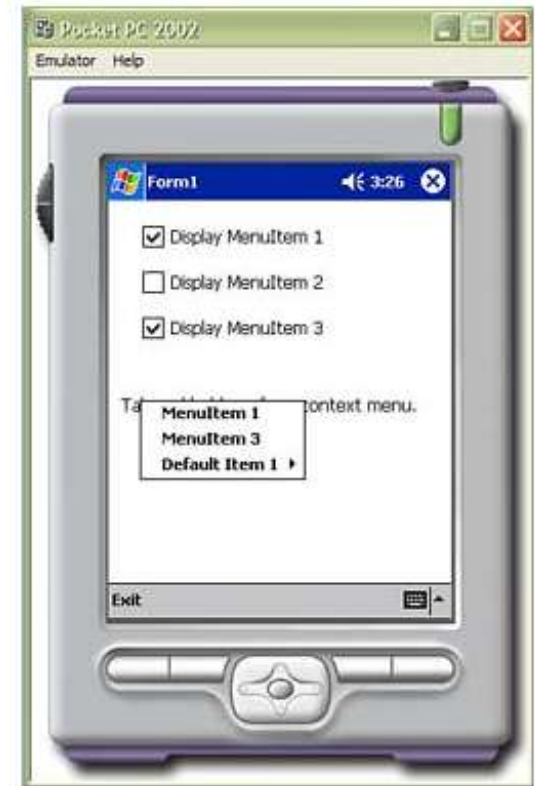 Pocket PC 2002
Emulator Help
Form1 3:26
Display MenuItem 1
Display MenuItem 2
Display MenuItem 3
context menu.
MenuItem 1
MenuItem 3
Default Item 1
Exit